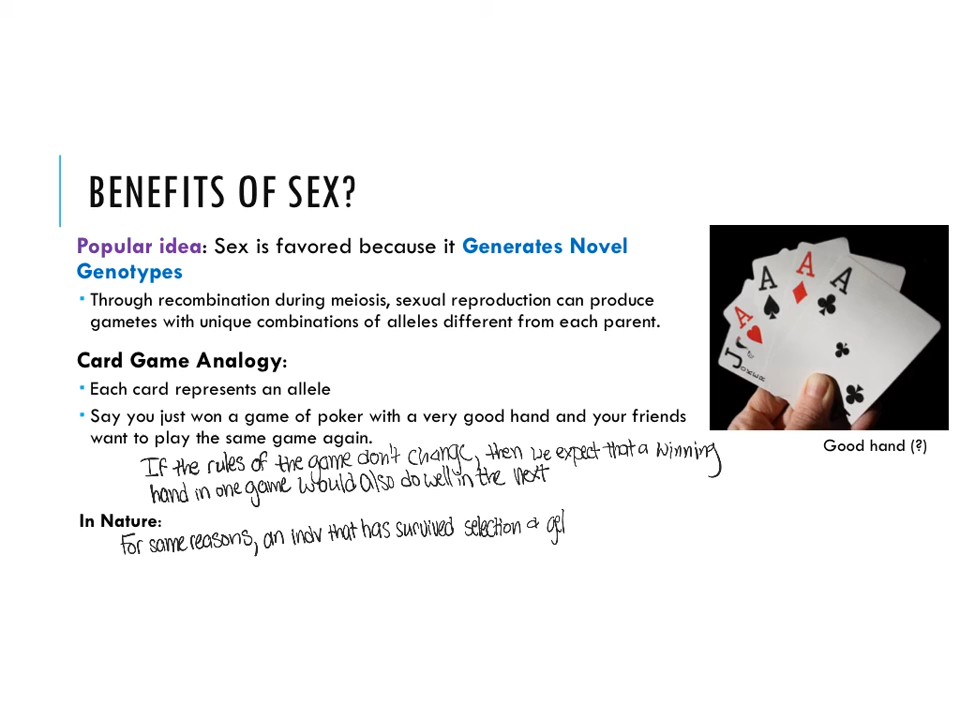 BENEFITS OF SEX?
Popular idea: Sex is favored because it Generates Novel
Genotypes
▪ Through recombination during meiosis, sexual reproduction can produce
gametes with unique combinations of alleles different from each parent.
Card Game Analogy:
▪ Each card represents an allele
▪ Say you just won a game of poker with a very good hand and your friends
want to play the same game again.
If the rules of the game don't change, then we expect that a winning
hand in one game would also do well in the next
In Nature:
For same reasons, an indv that has survived selection &
A
A
A
A
JOKER
Good hand (?)